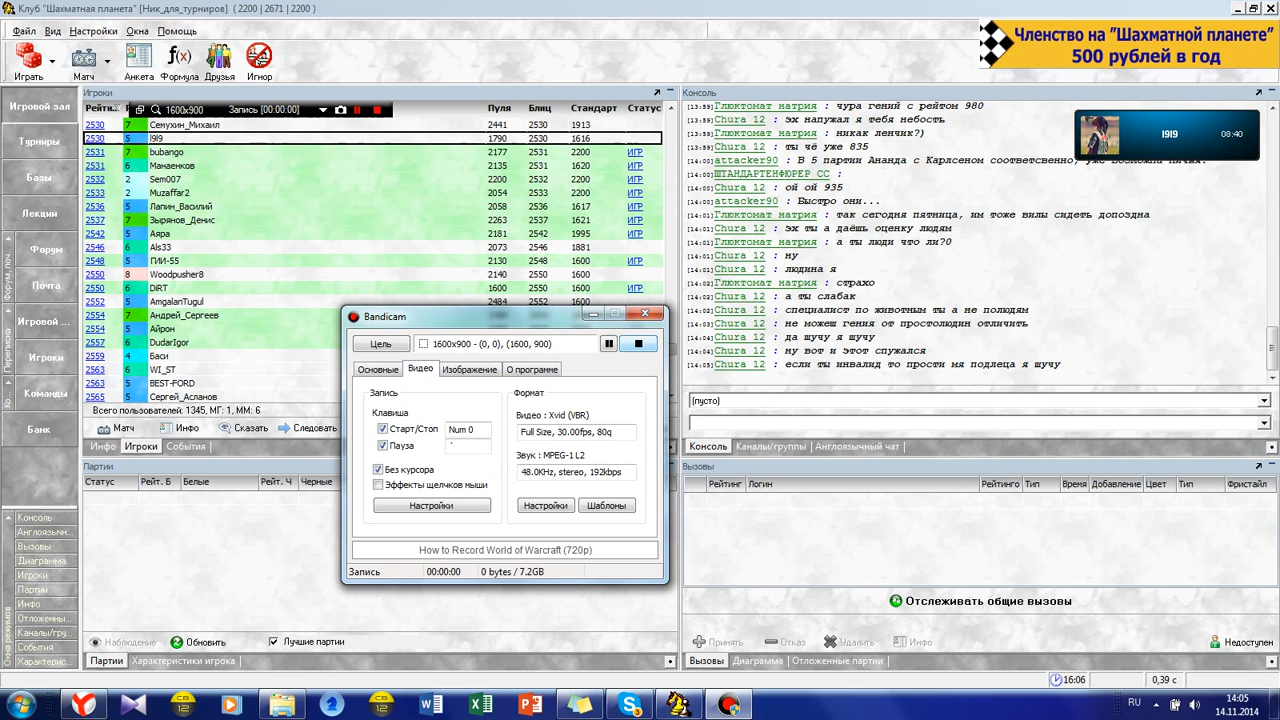 Клуб "Шахматная планета" [Ник_для_турниров] ( 2200 | 2671 | 2200 )
Файл Вид Настройки Окна Помощь
Членство на "Шахматной планете"
500 рублей в год
Играть Матч Анкета Формула Друзья Игнор
f(x)
Игровой зал
Турниры
Базы
Лекции
Форум
Почта
Игровой ...
Игроки
Команды
Банк
Форум, поч.
Переписка
Ко...
Окна режимов
Консоль
Англоязычн...
Вызовы
Диаграмма
Игроки
Партии
Инфо
Отложенны...
Каналы/гру...
События
Характерис...
Игроки
Рейти... Пуля Блиц Стандарт Статус
1600x900 Запись [00:00:00]
2530 7 Семухин_Михаил 2441 2530 1913
2530 5 I9I9 1790 2530 1616
2531 7 bubango 2177 2531 2200 ИГР
2531 6 Манаенков 2135 2531 1620 ИГР
2532 2 Sem007 2200 2532 2200 ИГР
2533 2 Muzaffar2 2054 2533 2200 ИГР
2536 5 Лапин_Василий 2058 2536 1617 ИГР
2537 7 Зырянов_Денис 2263 2537 1621 ИГР
2542 5 Аяра 2181 2542 1995 ИГР
2546 6 Als33 2073 2546 1881
2548 5 ГИИ-55 2130 2548 1600 ИГР
2550 8 Woodpusher8 2140 2550 1600
2550 6 DiRT 1600 2550 1600 ИГР
2552 5 AmgalanTugul 2484 2552 1600
2554 7 Андрей_Сергеев
2554 5 Айрон
2557 6 DudarIgor
2559 4 Баси
2563 6 WI_ST
2563 5 BEST-FORD
2565 5 Сергей_Асланов
Всего пользователей: 1345, МГ: 1, ММ: 6
Матч Инфо Сказать Следовать
Инфо Игроки События
Партии
Статус Рейт. Б Белые Рейт. Ч Черные
Наблюдение Обновить Лучшие партии
Партии Характеристики игрока
Bandicam
Цель 1600x900 - (0, 0), (1600, 900)
Основные Видео Изображение О программе
Запись
Клавиша
Старт/Стоп Num 0
Пауза
Без курсора
Эффекты щелчков мыши
Настройки
Формат
Видео : Xvid (VBR)
Full Size, 30.00fps, 80q
Звук : MPEG-1 L2
48.0KHz, stereo, 192kbps
Настройки Шаблоны
How to Record World of Warcraft (720p)
Запись 00:00:00 0 bytes / 7.2GB
Консоль
[13:59] Глюктомат натрия : чура гений с рейтом 980
Chura 12 : эх напужал я тебя небость
[13:59] Глюктомат натрия : никак ленчик?)
[13:59] Chura 12 : ты чё уже 835
[14:00] attacker90 : В 5 партии Ананда с Карлсеном соответсвенно, уже
[14:00] ШТАНДАРТЕНФЮРЕР СС :
[14:00] Chura 12 : ой ой 935
[14:00] attacker90 : Быстро они...
[14:01] Глюктомат натрия : так сегодня пятница, им тоже вилы сидеть допоздна
[14:01] Chura 12 : эх ты а даёшь оценку людям
[14:01] Глюктомат натрия : а ты люди что ли?0
[14:01] Chura 12 : ну
[14:01] Chura 12 : людина я
[14:02] Глюктомат натрия : страхо
[14:02] Chura 12 : а ты слабак
[14:02] Chura 12 : специалист по животным ты а не полюдям
[14:03] Chura 12 : не можеш гения от простолюдин отличить
[14:04] Chura 12 : да шучу я шучу
[14:05] Chura 12 : ну вот и этот спужался
[14:05] Chura 12 : если ты инвалид то прости мя подлеца я шучу
I9I9 08:40
(пусто)
Консоль Каналы/группы Англоязычный чат
Вызовы
Рейтинг Логин Рейтинго Тип Время Добавление Цвет Тип Фристайл
Отслеживать общие вызовы
Принять Отказ Удалить Инфо Недоступен
Вызовы Диаграмма Отложенные партии
16:06 0,39 с
CB 12
CB 12
RU
14:05
14.11.2014